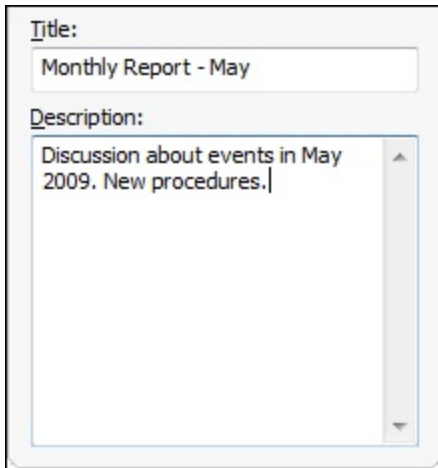 Title:
Monthly Report - May
Description:
Discussion about events in May
2009. New procedures.